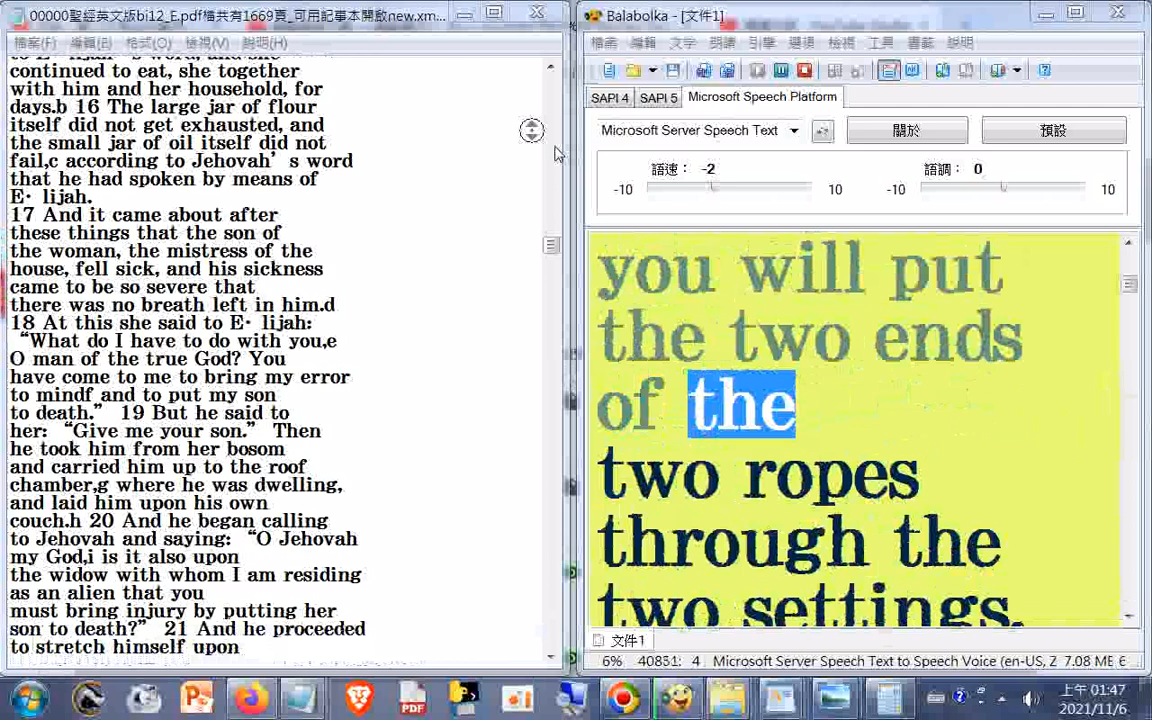 00000聖經英文版bi12_E.pdf檔共有1669頁_可用記事本開啟new.xm...
檔案(F) 編輯(E) 格式(O) 檢視(V) 說明(H)
continued to eat, she together
with him and her household, for
days.b 16 The large jar of flour
itself did not get exhausted, and
the small jar of oil itself did not
fail,c according to Jehovah’s word
that he had spoken by means of
E· lijah.
17 And it came about after
these things that the son of
the woman, the mistress of the
house, fell sick, and his sickness
came to be so severe that
there was no breath left in him.d
18 At this she said to E· lijah:
“What do I have to do with you,e
O man of the true God? You
have come to me to bring my error
to mindf and to put my son
to death.” 19 But he said to
her: “Give me your son.” Then
he took him from her bosom
and carried him up to the roof
chamber,g where he was dwelling,
and laid him upon his own
couch.h 20 And he began calling
to Jehovah and saying: “O Jehovah
my God,i is it also upon
the widow with whom I am residing
as an alien that you
must bring injury by putting her
son to death?” 21 And he proceeded
to stretch himself upon
Balabolka - [文件1]
檔案 編輯 文字 朗讀 引擎 選項 檢視 工具 書籤 說明
SAPI 4 SAPI 5 Microsoft Speech Platform
Microsoft Server Speech Text 關於 預設
語速： -2 語調： 0
-10 10 -10 10
you will put
the two ends
of the
two ropes
through the
two settings,
文件1
6% 40831: 4 Microsoft Server Speech Text to Speech Voice (en-US, Z 7.08 MB 6
PDF
上午 01:47
2021/11/6